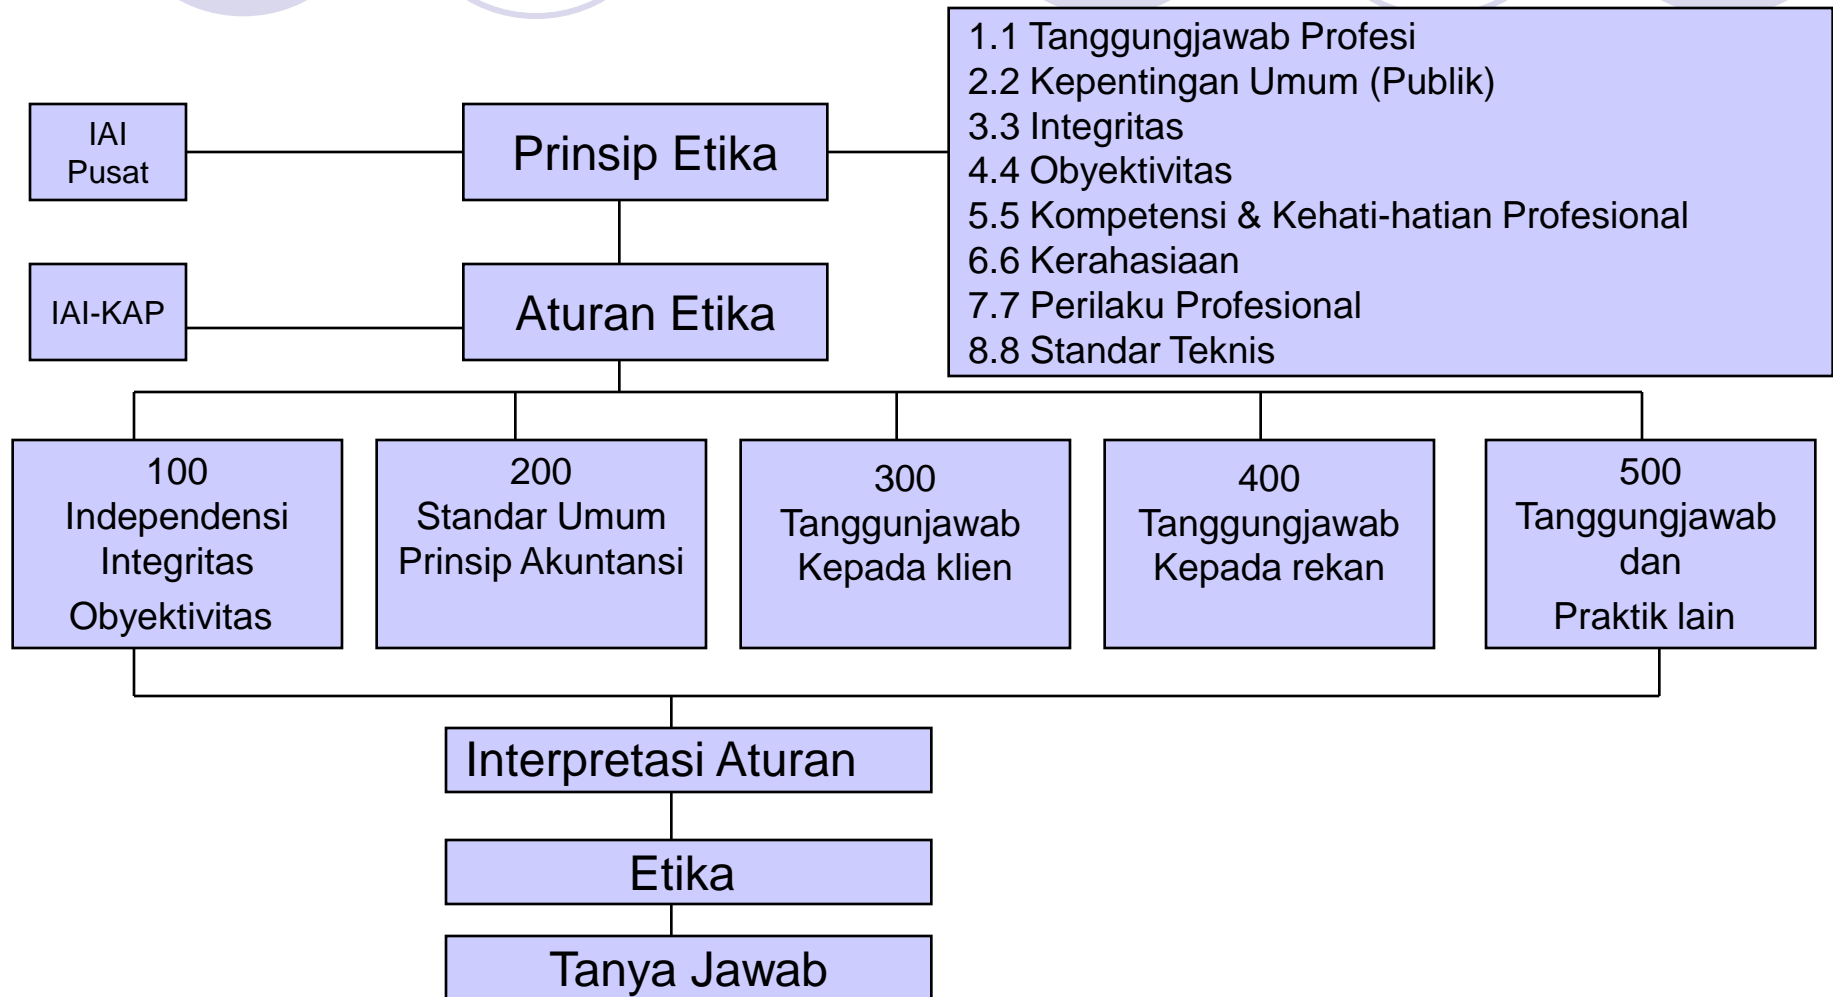 1.1 Tanggungjawab Profesi
2.2 Kepentingan Umum (Publik)
3.3 Integritas
4.4 Obyektivitas
5.5 Kompetensi & Kehati-hatian Profesional
6.6 Kerahasiaan
7.7 Perilaku Profesional
8.8 Standar Teknis
IAI
Pusat
Prinsip Etika
IAI-KAP
Aturan Etika
100
Independensi
Integritas
Obyektivitas
200
Standar Umum
Prinsip Akuntansi
300
Tanggunjawab
Kepada klien
400
Tanggungjawab
Kepada rekan
500
Tanggungjawab
dan
Praktik lain
Interpretasi Aturan
Etika
Tanya Jawab